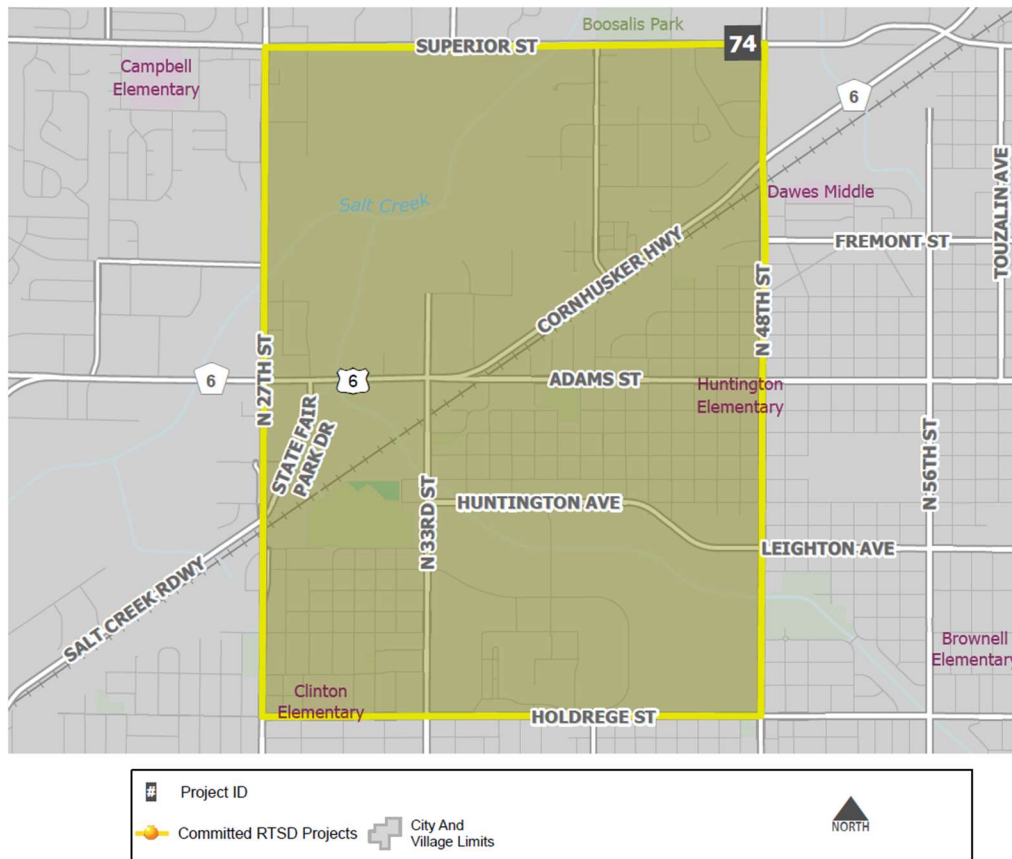 Boosalis Park
SUPERIOR ST
74
Campbell
Elementary
6
Salt Creek
Dawes Middle
FREMONT ST
TOUZALIN AVE
CORNHUSKER HWY
N 48TH ST
N 27TH ST
6
6
ADAMS ST
Huntington
Elementary
STATE FAIR
PARK DR
N 56TH ST
HUNTINGTON AVE
N 33RD ST
LEIGHTON AVE
SALT CREEK RDWY
Brownell
Elementary
Clinton
Elementary
HOLDREGE ST
# Project ID
Committed RTSD Projects
City And
Village Limits
NORTH